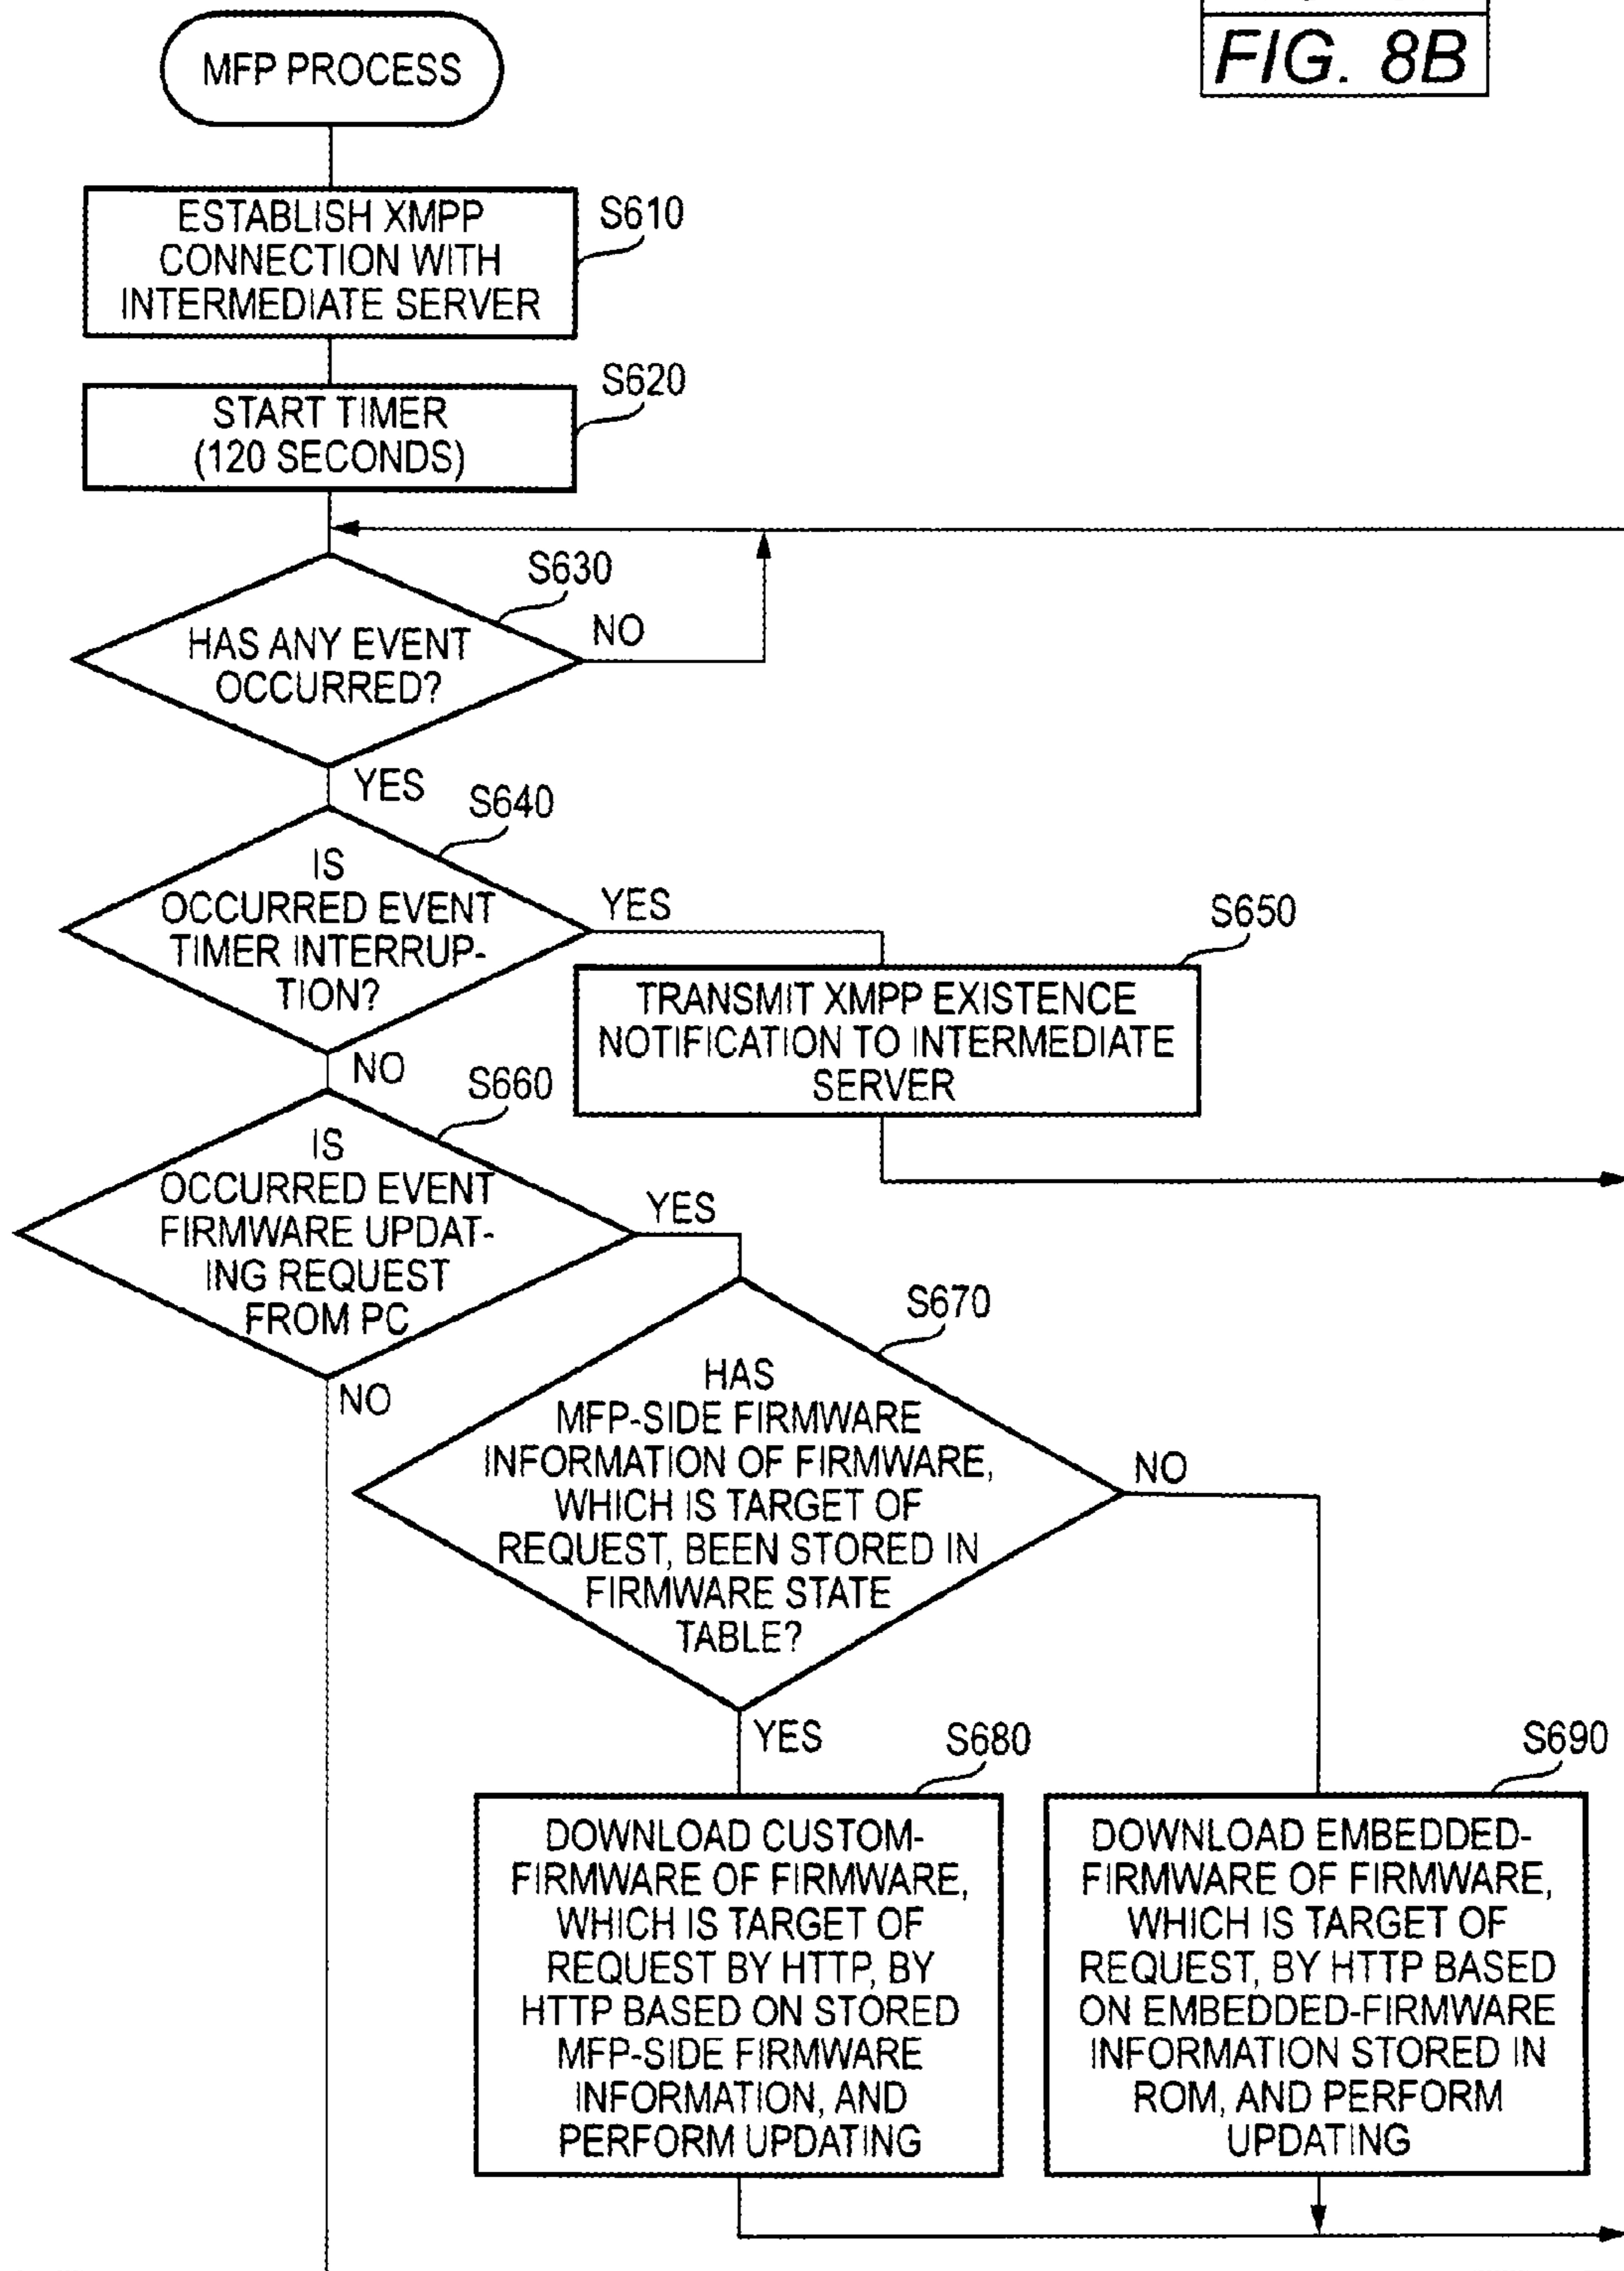 FIG. 8B
MFP PROCESS
ESTABLISH XMPP
CONNECTION WITH
INTERMEDIATE SERVER
S610
START TIMER
(120 SECONDS)
S620
S630
HAS ANY EVENT
OCCURRED?
NO
YES
S640
IS
OCCURRED EVENT
TIMER INTERRUP-
TION?
YES
NO
S650
TRANSMIT XMPP EXISTENCE
NOTIFICATION TO INTERMEDIATE
SERVER
S660
IS
OCCURRED EVENT
FIRMWARE UPDAT-
ING REQUEST
FROM PC
YES
NO
S670
HAS
MFP-SIDE FIRMWARE
INFORMATION OF FIRMWARE,
WHICH IS TARGET OF
REQUEST, BEEN STORED IN
FIRMWARE STATE
TABLE?
NO
YES
S680
DOWNLOAD CUSTOM-
FIRMWARE OF FIRMWARE,
WHICH IS TARGET OF
REQUEST BY HTTP, BY
HTTP BASED ON STORED
MFP-SIDE FIRMWARE
INFORMATION, AND
PERFORM UPDATING
S690
DOWNLOAD EMBEDDED-
FIRMWARE OF FIRMWARE,
WHICH IS TARGET OF
REQUEST, BY HTTP BASED
ON EMBEDDED-FIRMWARE
INFORMATION STORED IN
ROM, AND PERFORM
UPDATING